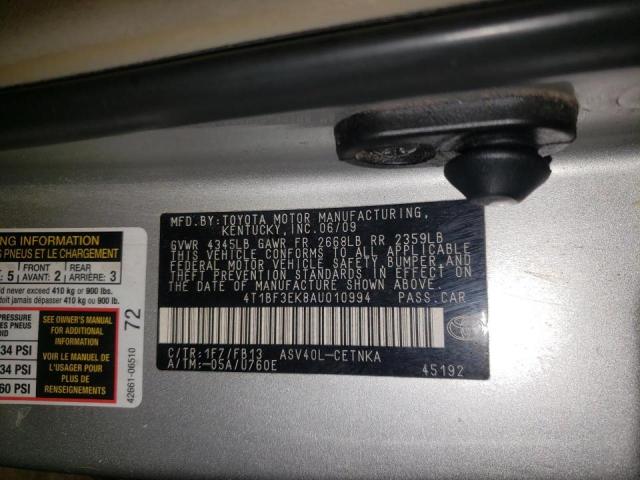 MFD.BY:TOYOTA MOTOR MANUFACTURING,
KENTUCKY, INC.06/09
GVWR 4345LB GAWR FR 2668LB RR 2359LB
THIS VEHICLE CONFORMS TO ALL APPLICABLE
FEDERAL MOTOR VEHICLE SAFETY, BUMPER AND
THEFT PREVENTION STANDARDS IN EFFECT ON
THE DATE OF MANUFACTURE SHOWN ABOVE.
4T1BF3EK8AU010994 PASS.CAR
C/TR:1F7/FB13 ASV40L-CETNKA
A/TM:-05A/U760E
45192
ING INFORMATION
PNEUS ET LE CHARGEMENT
5 FRONT AVANT: 2 REAR ARRIÈRE: 3
ld never exceed 410 kg or 900 lbs.
doit jamais dépasser 410 kg ou 900 lb.
PRESSURE
34 PSI
34 PSI
60 PSI
SEE OWNER'S MANUAL
FOR ADDITIONAL
INFORMATION
VOIR LE MANUEL DE
L'USAGER POUR PLUS DE
RENSEIGNEMENTS
42661-06510 72